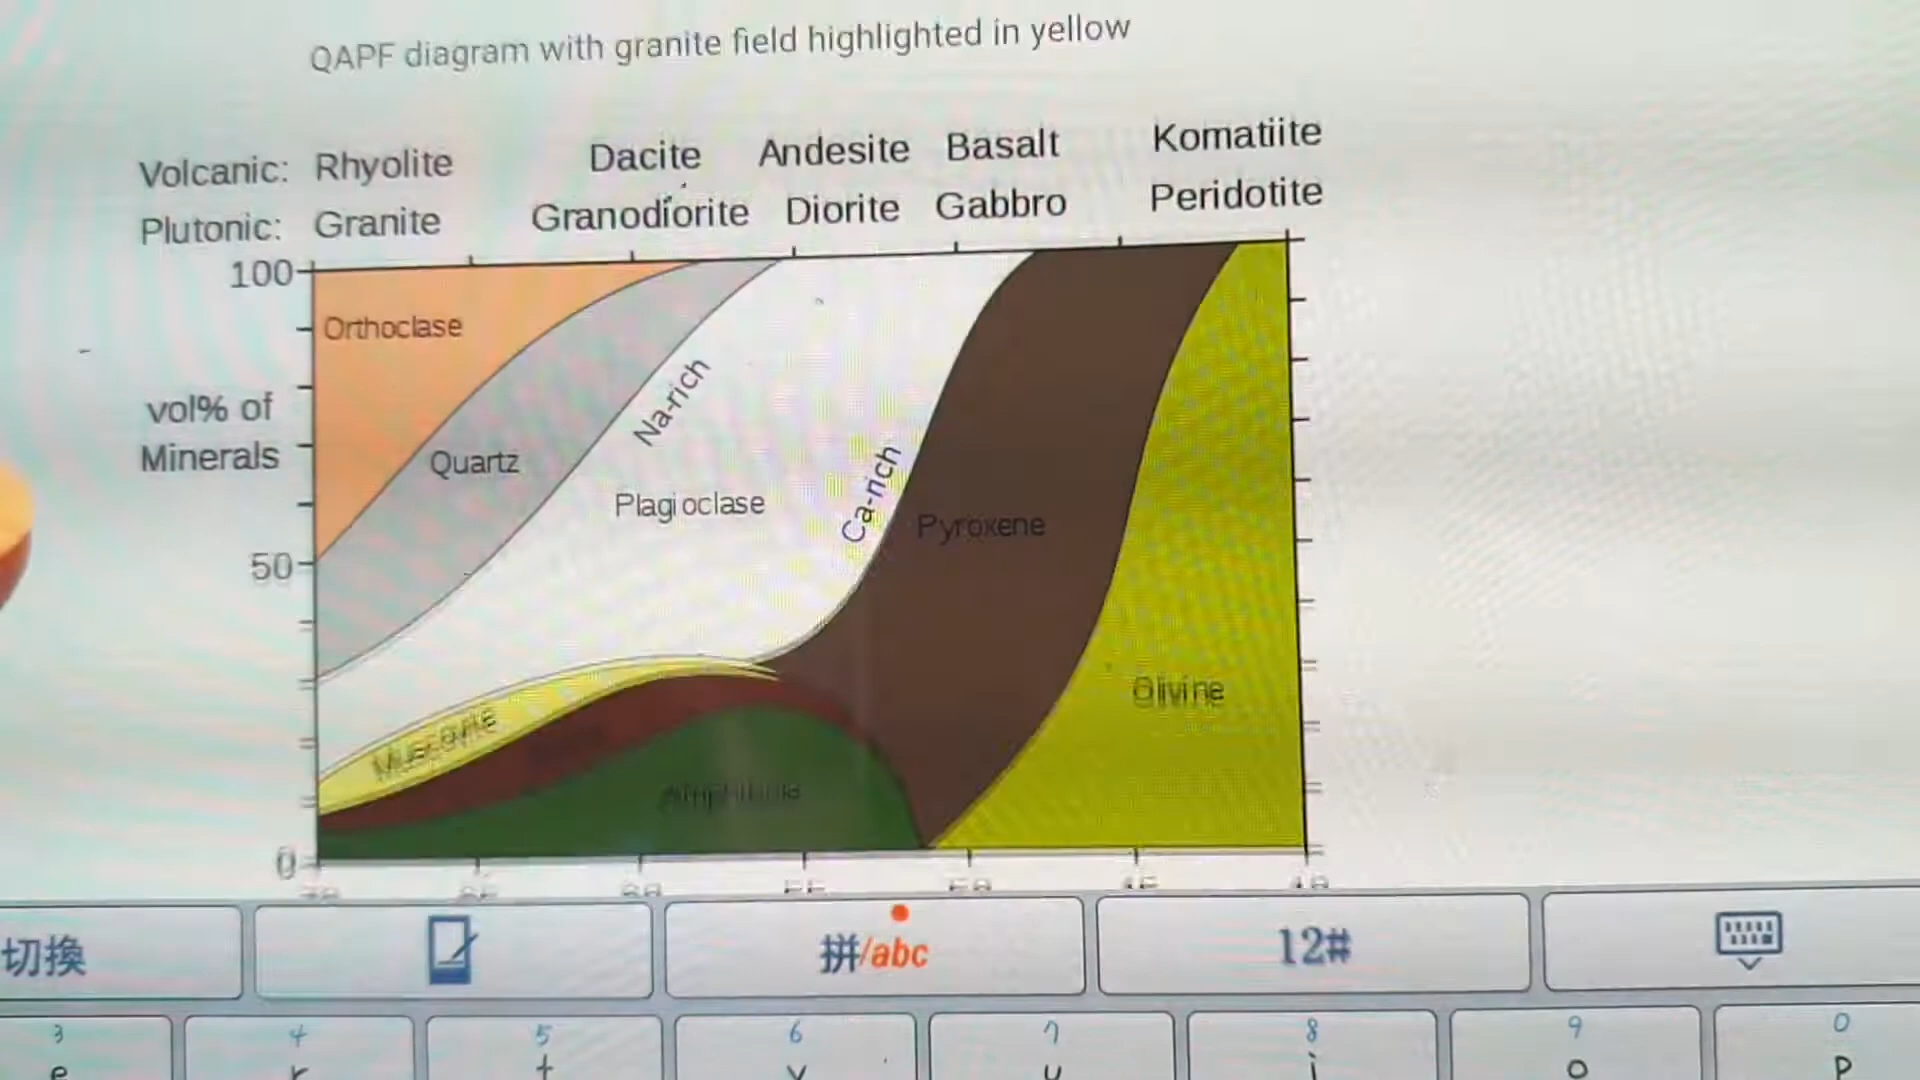 QAPF diagram with granite field highlighted in yellow
Volcanic: Rhyolite Dacite Andesite Basalt Komatiite
Plutonic: Granite Granodiorite Diorite Gabbro Peridotite
100
Orthoclase
Na-rich
vol% of
Minerals
Quartz
Plagioclase
Ca-rich
Pyroxene
50
Olivine
Muscovite
0
切換 拼/abc 12#
3 4 5 6 7 8 9 0
e r t y u i o p